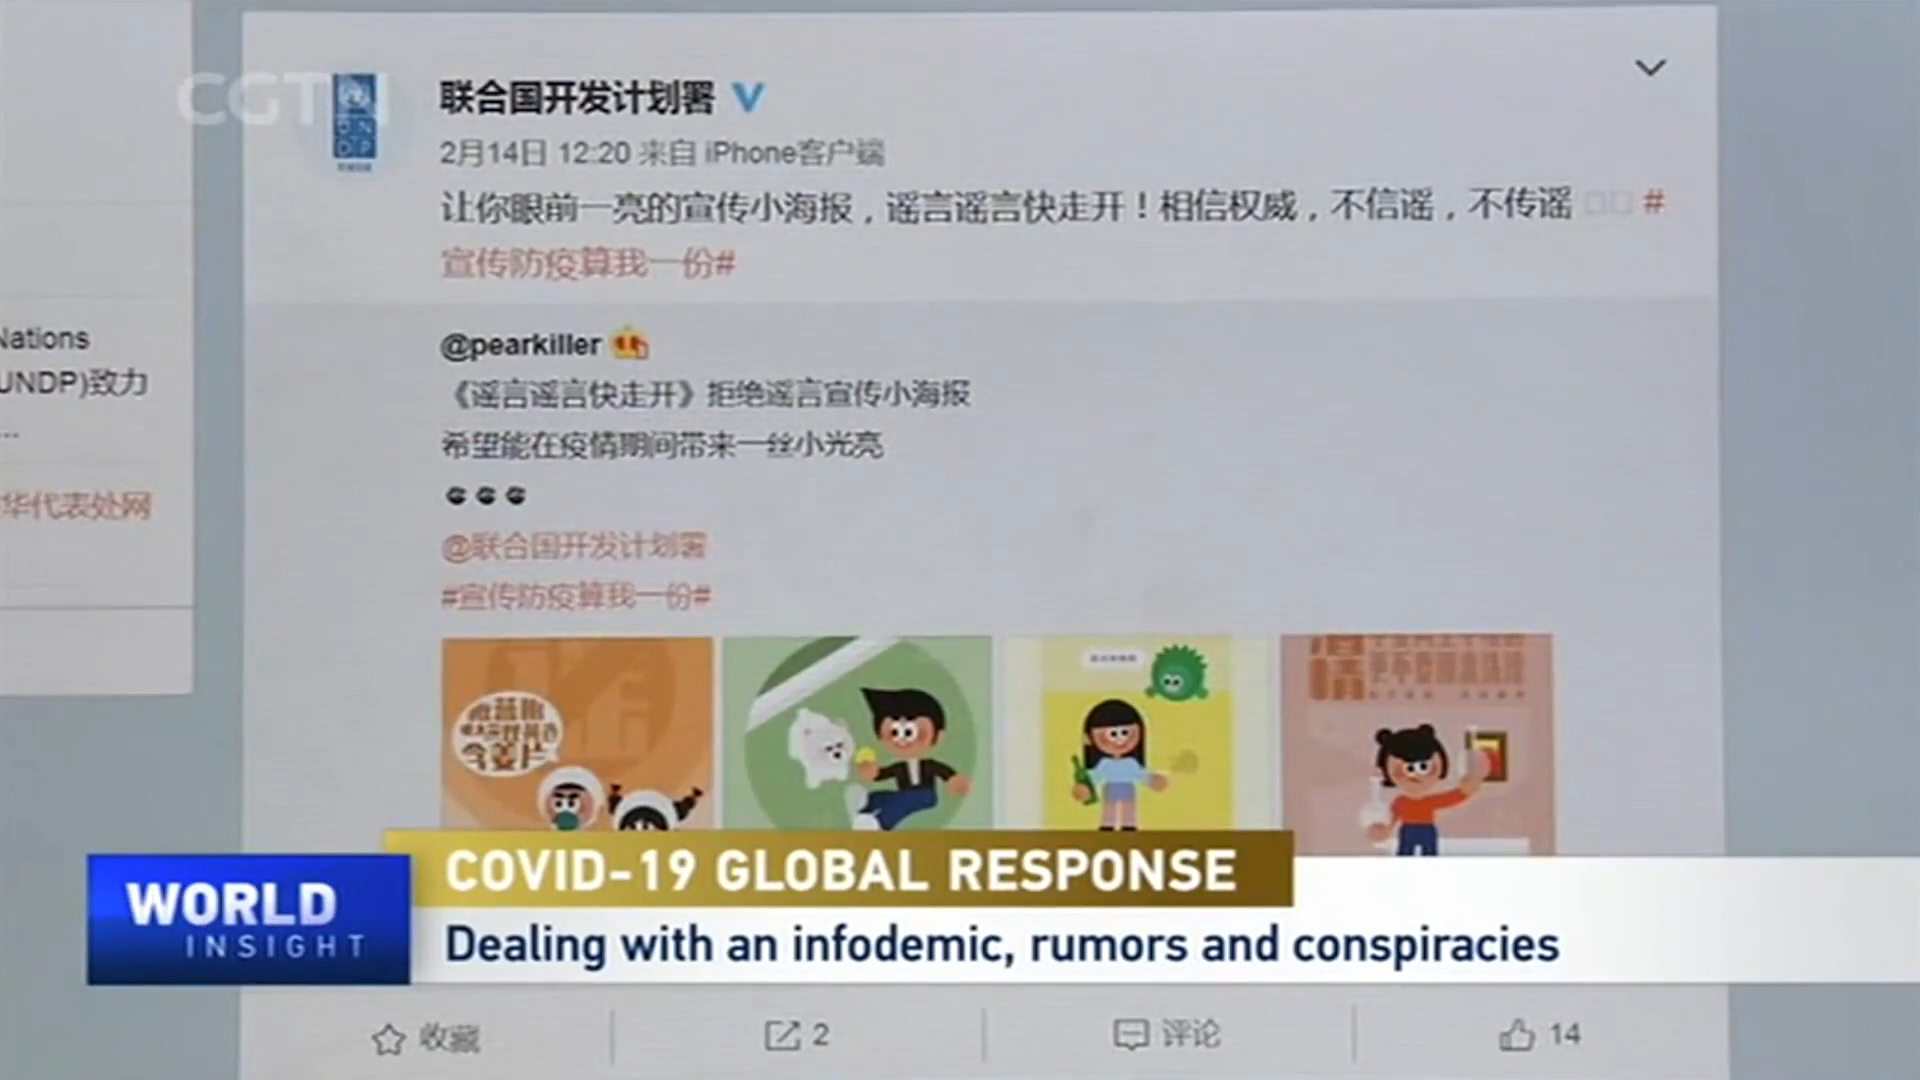 CGTN
联合国开发计划署
2月14日 12:20 来自 iPhone客户端
让你眼前一亮的宣传小海报，谣言谣言快走开！相信权威，不信谣，不传谣 #
宣传防疫算我一份#
@pearkiller
《谣言谣言快走开》拒绝谣言宣传小海报
希望能在疫情期间带来一丝小光亮
@联合国开发计划署
#宣传防疫算我一份#
Nations
UNDP)致力
...
华代表处网
含姜片
COVID-19 GLOBAL RESPONSE
WORLD
INSIGHT
Dealing with an infodemic, rumors and conspiracies
收藏
2
评论
14